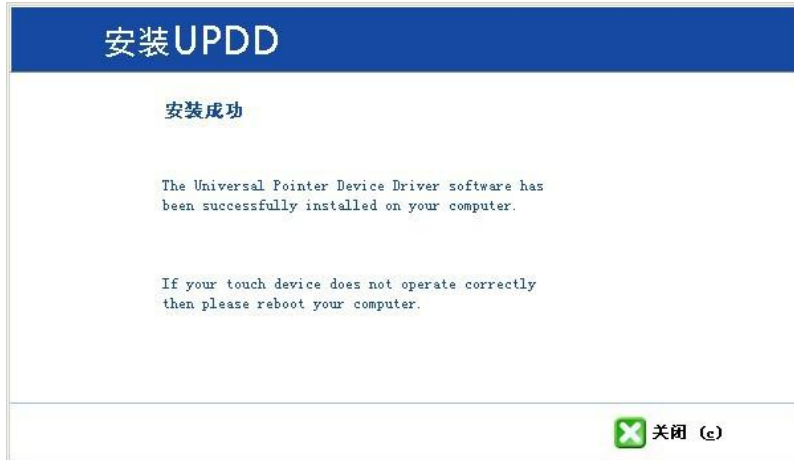 安装UPDD
安装成功
The Universal Pointer Device Driver software has
been successfully installed on your computer.
If your touch device does not operate correctly
then please reboot your computer.
关闭 (c)